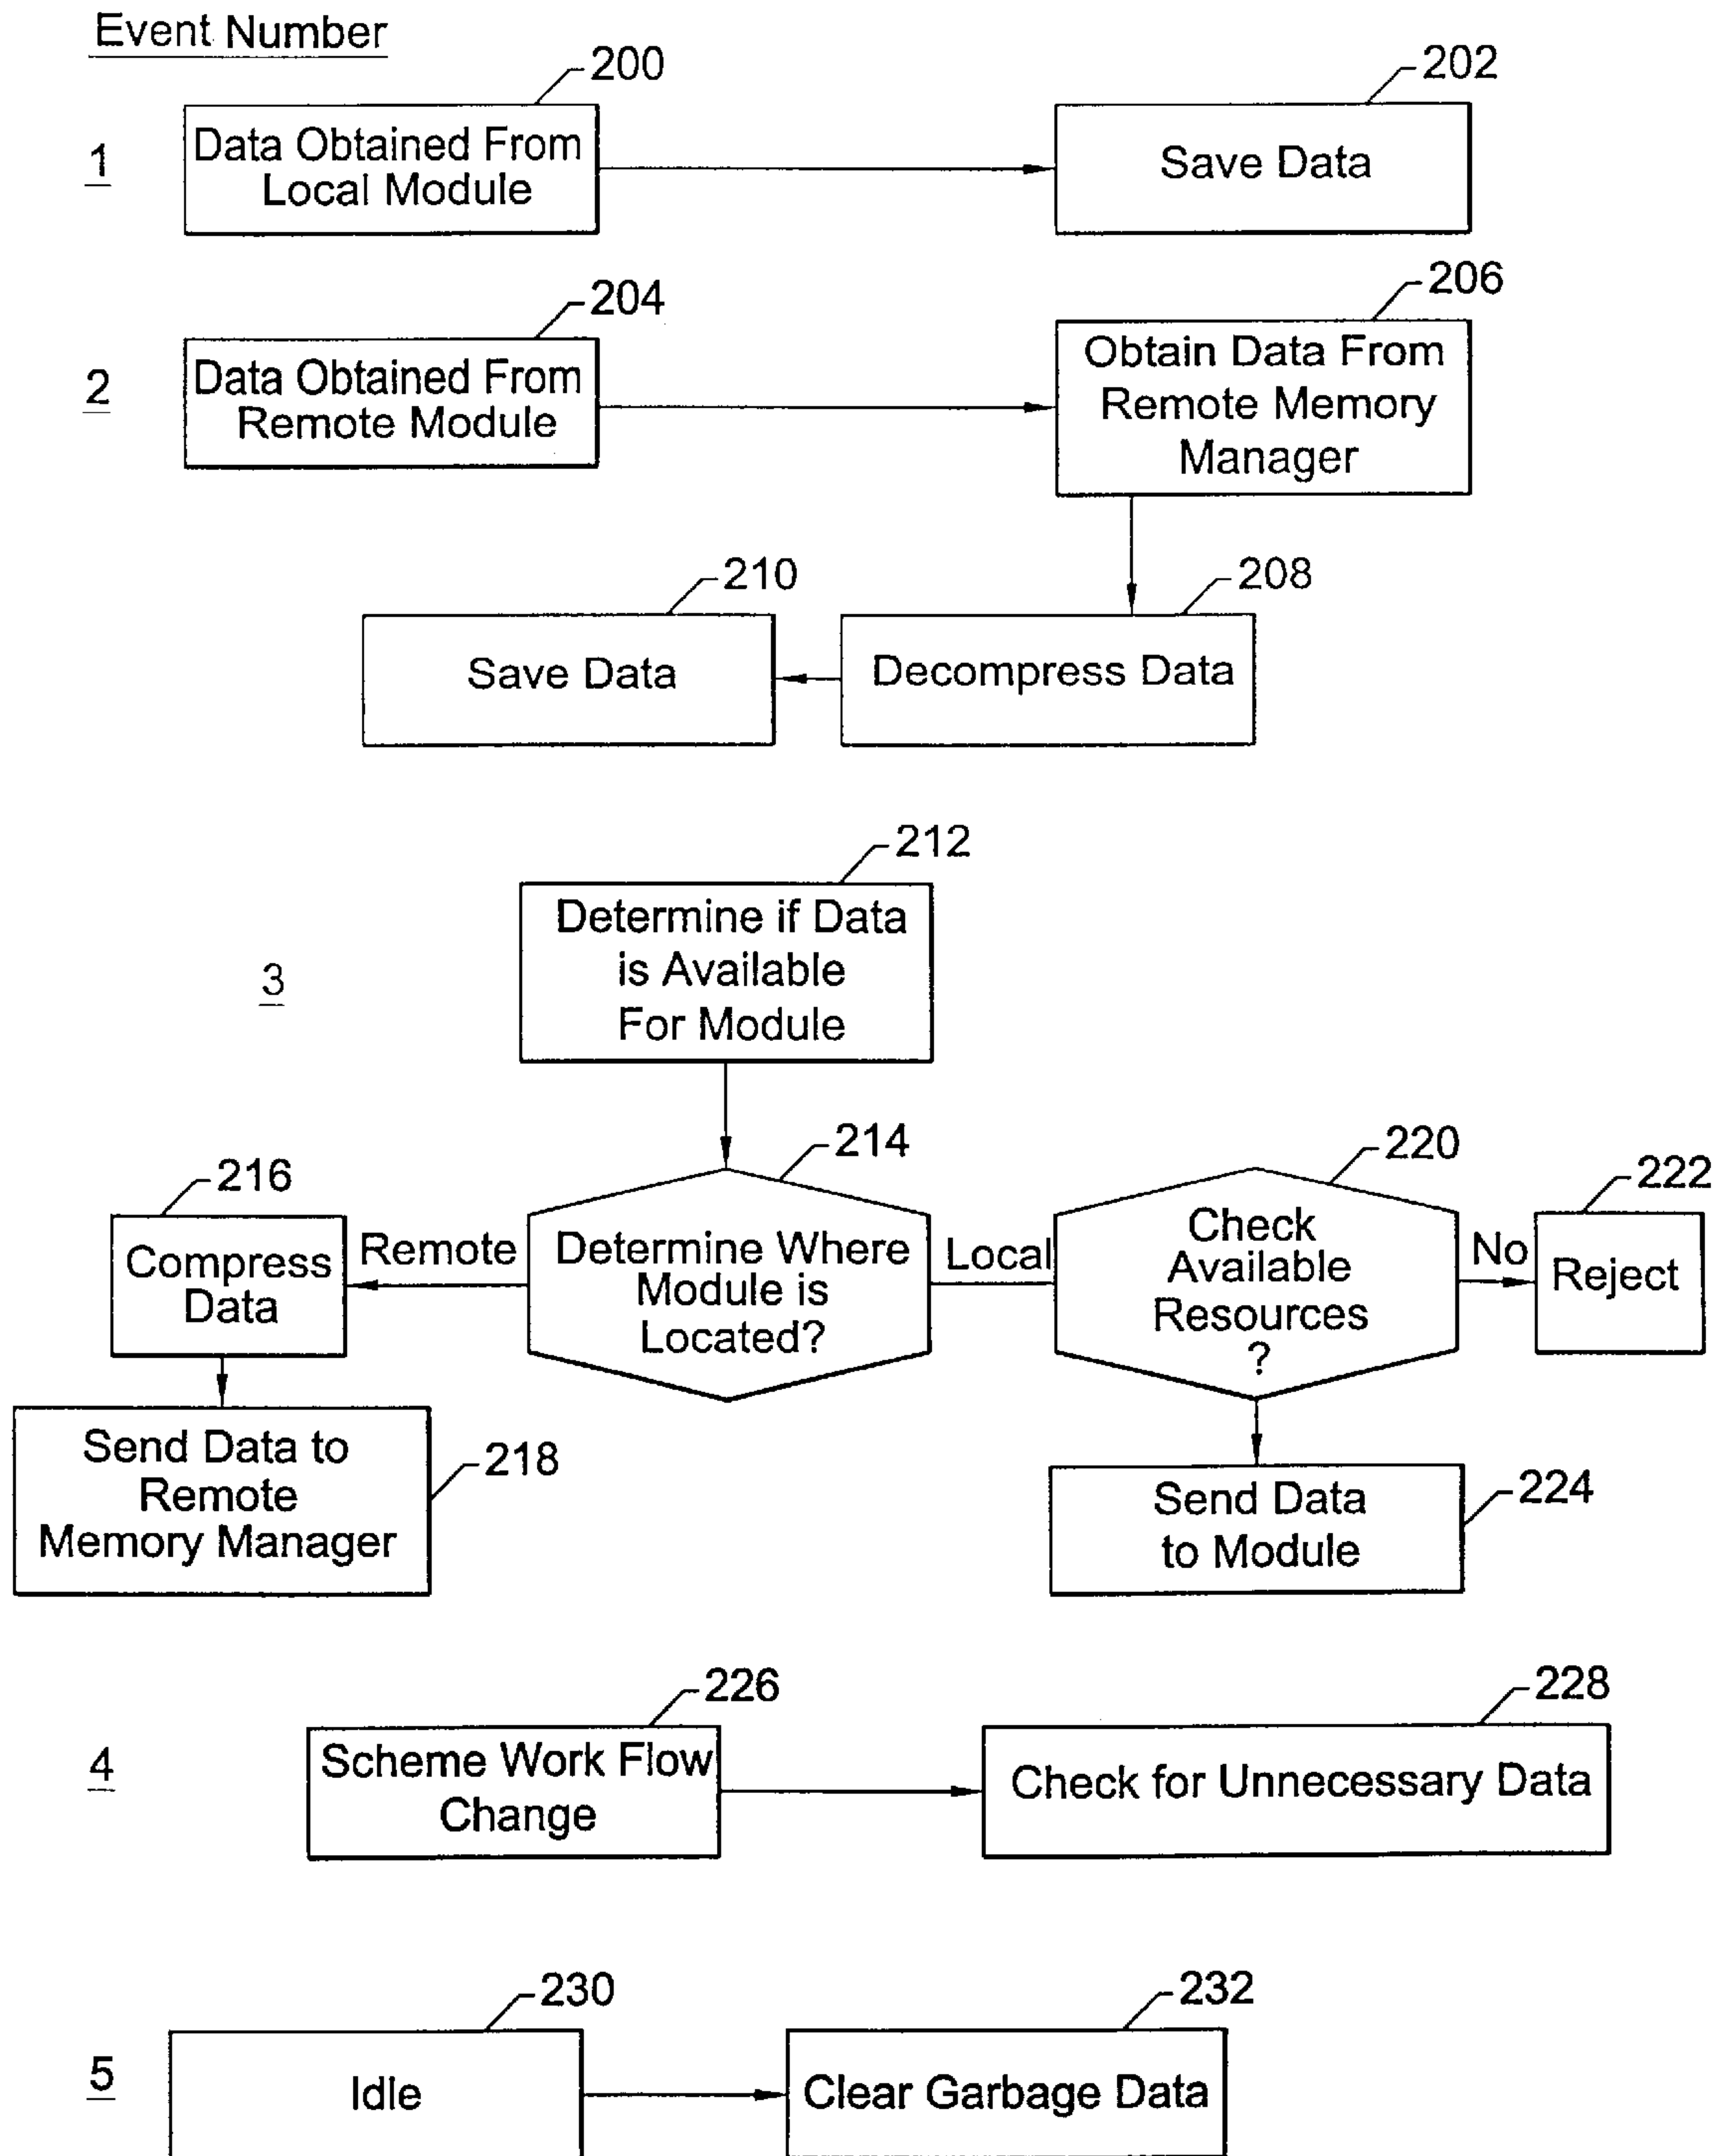 Event Number
200
202
1
Data Obtained From
Local Module
Save Data
204
206
2
Data Obtained From
Remote Module
Obtain Data From
Remote Memory
Manager
210
208
Save Data
Decompress Data
212
3
Determine if Data
is Available
For Module
214
220
216
222
Compress
Data
Remote
Determine Where
Module is
Located?
Local
Check
Available
Resources
?
No
Reject
Send Data to
Remote
Memory Manager
218
Send Data
to Module
224
226
228
4
Scheme Work Flow
Change
Check for Unnecessary Data
230
232
5
Idle
Clear Garbage Data